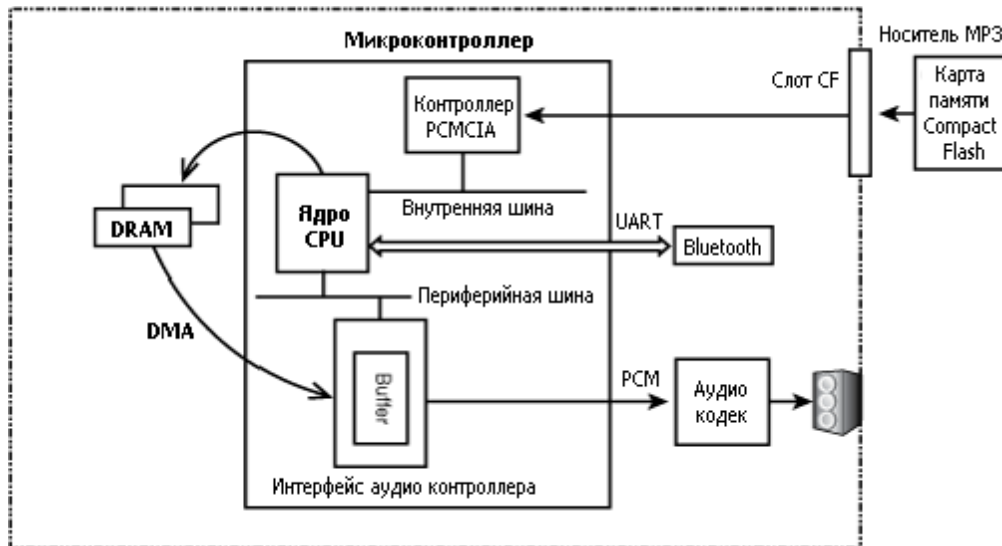 Микроконтроллер
Носитель MP3
Слот CF
Карта
памяти
Compact
Flash
Контроллер
PCMCIA
Ядро
CPU
Внутренняя шина
DRAM
UART
Bluetooth
Периферийная шина
DMA
Buffer
PCM
Аудио
кодек
Интерфейс аудио контроллера